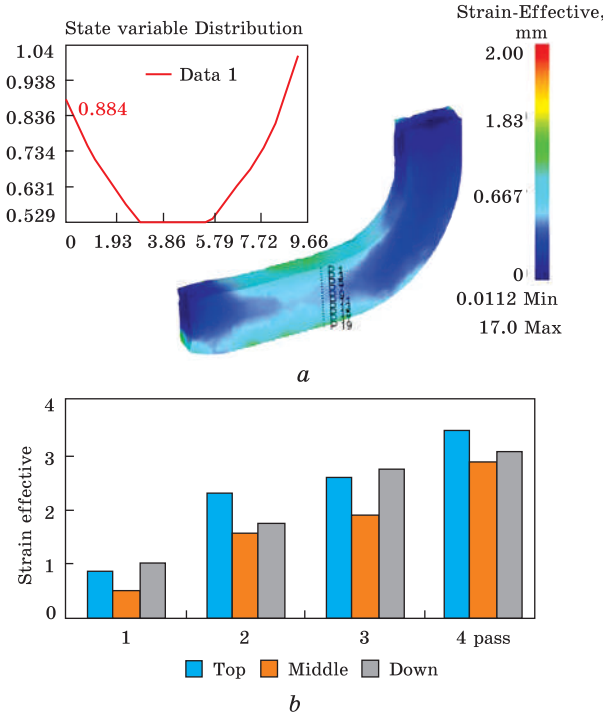 State variable Distribution
1.04
0.938
0.836
0.734
0.631
0.529
Data 1
0.884
0 1.93 3.86 5.79 7.72 9.66
Strain-Effective,
mm
2.00
1.83
0.667
0
0.0112 Min
17.0 Max
P 19
a
Strain effective
4
3
2
1
0
1 2 3 4 pass
Top Middle Down
b